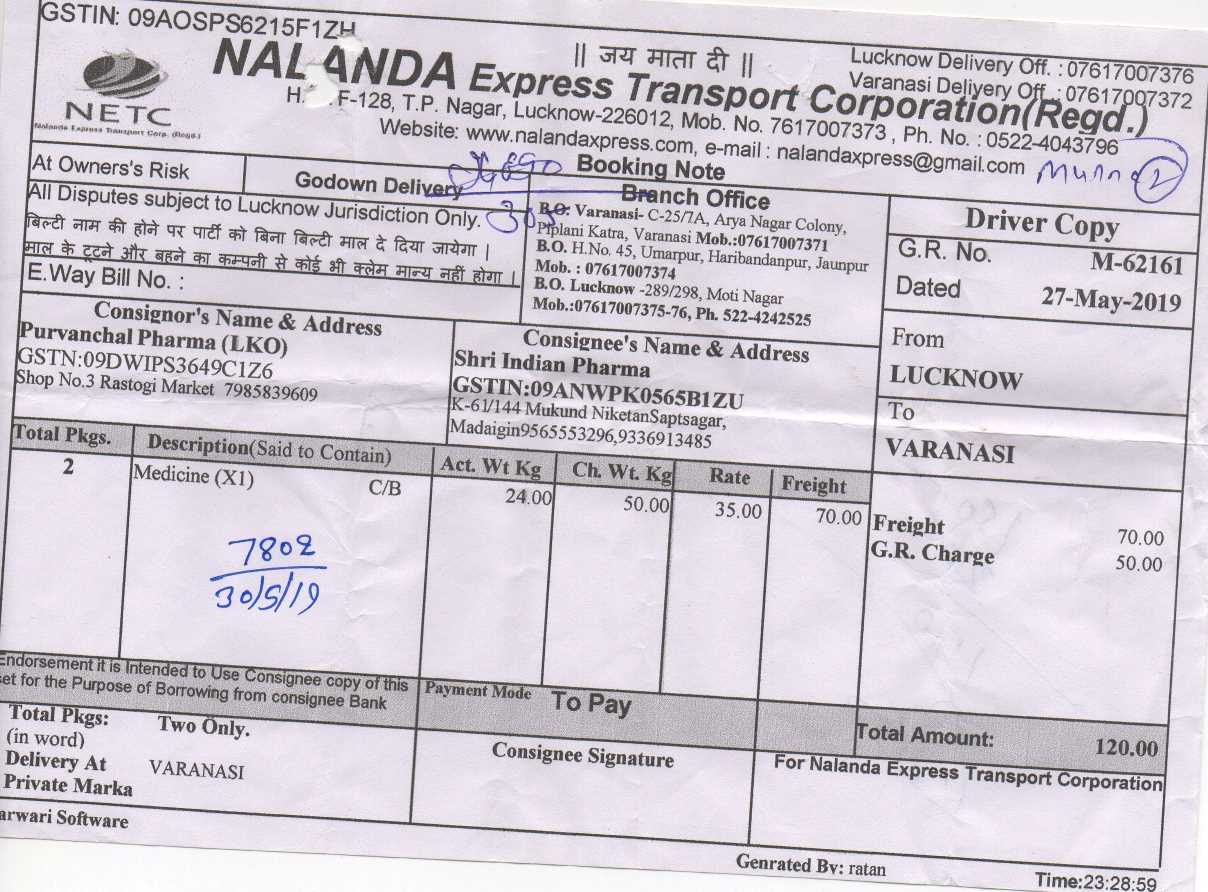 GSTIN: 09AOSPS6215F1ZH
|| जय माता दी ||
Lucknow Delivery Off. : 07617007376
Varanasi Delivery Off. : 07617007372
NETC
Nalanda Express Transport Corp. (Regd.)
NALANDA Express Transport Corporation(Regd.)
F-128, T.P. Nagar, Lucknow-226012, Mob. No. 7617007373 , Ph. No. : 0522-4043796
Website: www.nalandaxpress.com, e-mail : nalandaxpress@gmail.com
Booking Note
At Owners's Risk
Godown Delivery
All Disputes subject to Lucknow Jurisdiction Only.
बिल्टी नाम की होने पर पार्टी को बिना बिल्टी माल दे दिया जायेगा |
माल के टूटने और बहने का कम्पनी से कोई भी क्लेम मान्य नहीं होगा |
E.Way Bill No. :
Branch Office
B.O. Varanasi- C-25/7A, Arya Nagar Colony,
Piplani Katra, Varanasi Mob.:07617007371
B.O. H.No. 45, Umarpur, Haribandanpur, Jaunpur
Mob. : 07617007374
B.O. Lucknow -289/298, Moti Nagar
Mob.:07617007375-76, Ph. 522-4242525
Driver Copy
G.R. No. M-62161
Dated 27-May-2019
From
LUCKNOW
To
VARANASI
Consignor's Name & Address
Purvanchal Pharma (LKO)
GSTN:09DWIPS3649C1Z6
Shop No.3 Rastogi Market 7985839609
Consignee's Name & Address
Shri Indian Pharma
GSTIN:09ANWPK0565B1ZU
K-61/144 Mukund NiketanSaptsagar,
Madaigin9565553296,9336913485
Total Pkgs. Description(Said to Contain) Act. Wt Kg Ch. Wt. Kg Rate Freight
2 Medicine (X1) C/B 24.00 50.00 35.00 70.00
7802
30/5/19
Freight 70.00
G.R. Charge 50.00
Endorsement it is Intended to Use Consignee copy of this
set for the Purpose of Borrowing from consignee Bank
Payment Mode To Pay
Total Amount: 120.00
Total Pkgs: Two Only.
(in word)
Delivery At VARANASI
Private Marka
Consignee Signature
For Nalanda Express Transport Corporation
arwari Software
Genrated By: ratan
Time:23:28:59